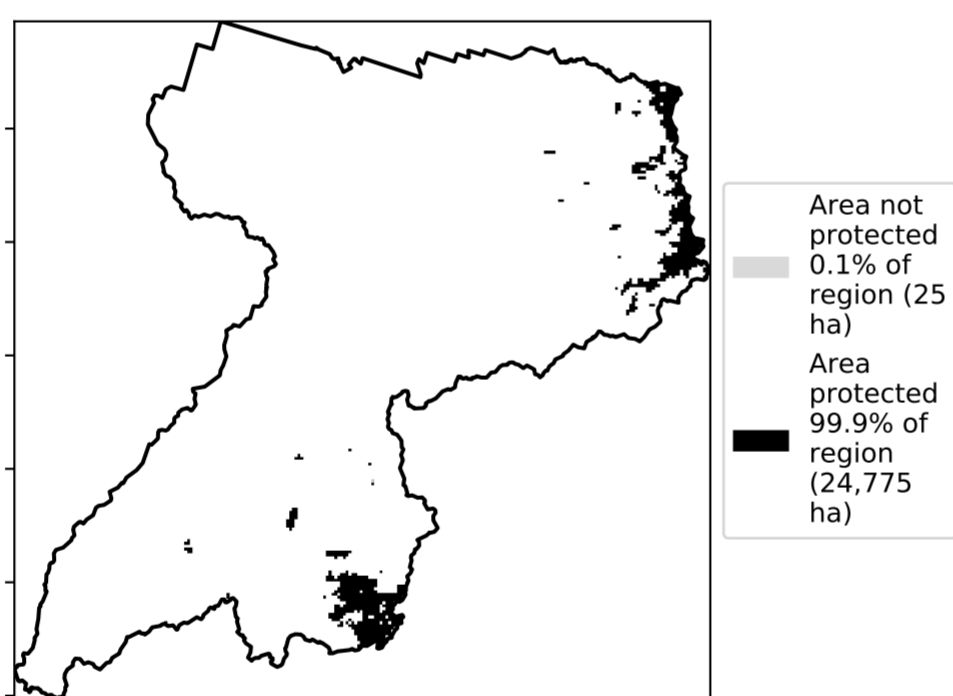 Area not
protected
0.1% of
region (25
ha)
Area
protected
99.9% of
region
(24,775
ha)